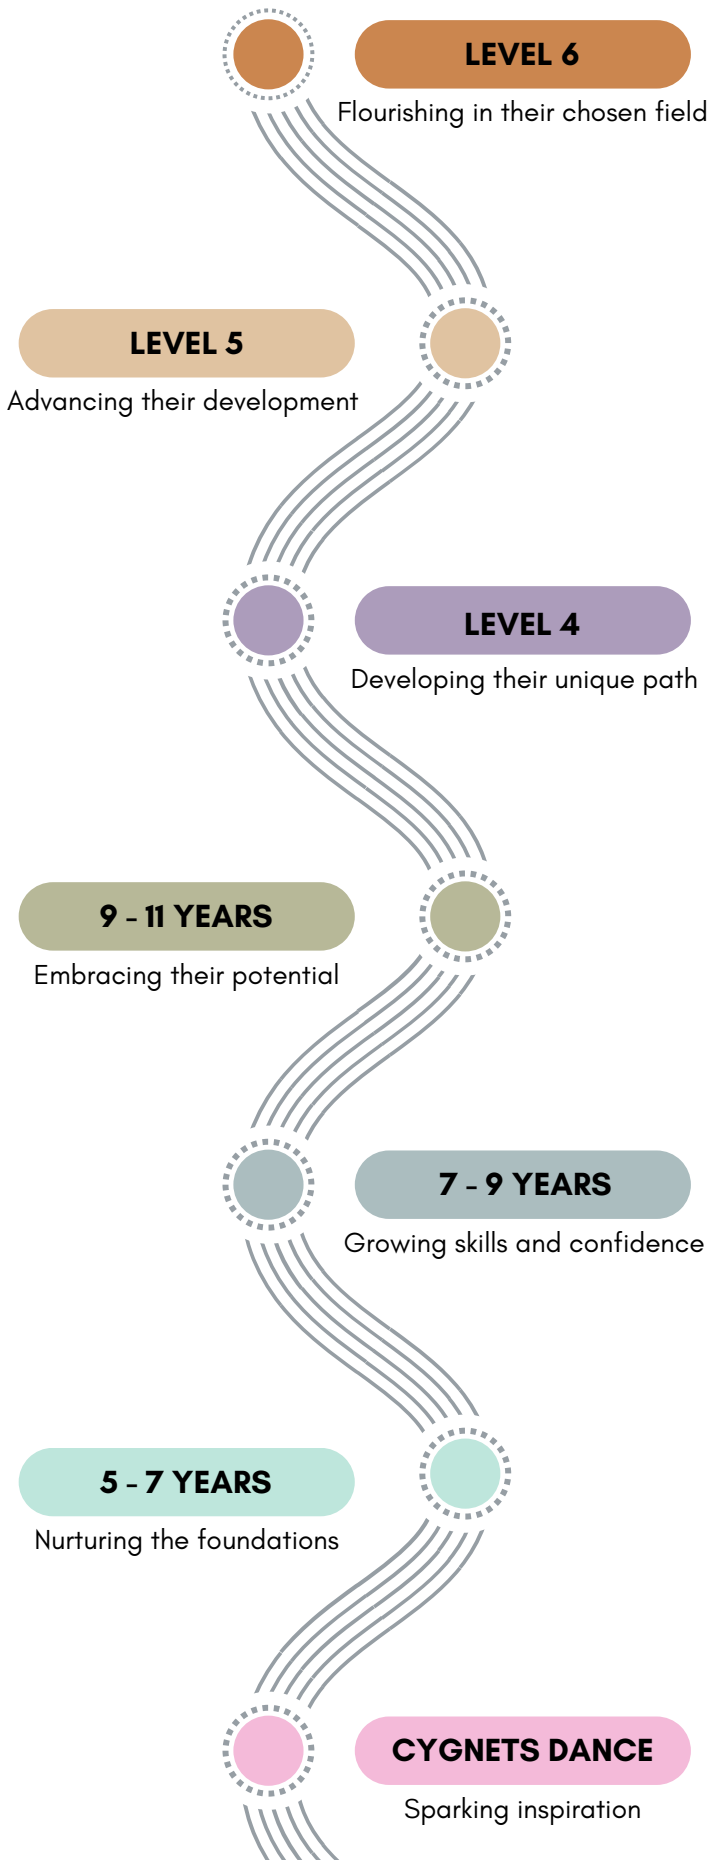 LEVEL 6
Flourishing in their chosen field
LEVEL 5
Advancing their development
LEVEL 4
Developing their unique path
9 - 11 YEARS
Embracing their potential
7 - 9 YEARS
Growing skills and confidence
5 - 7 YEARS
Nurturing the foundations
CYGNETS DANCE
Sparking inspiration